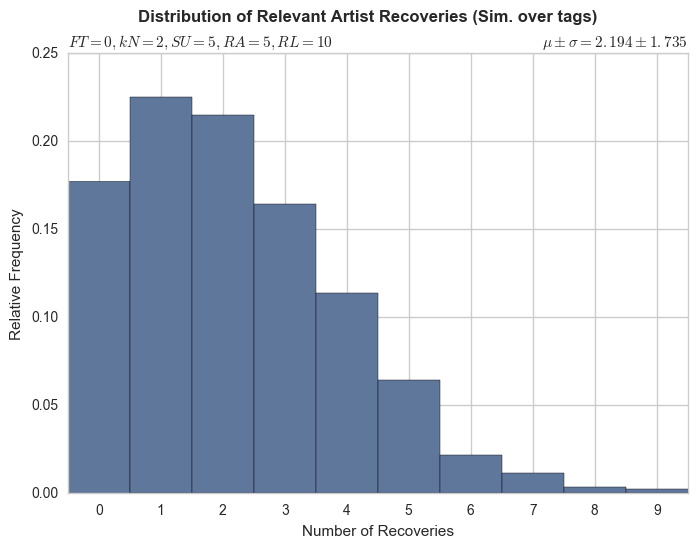 Distribution of Relevant Artist Recoveries (Sim. over tags)
FT = 0, kN = 2, SU = 5, RA = 5, RL = 10 μ ± σ = 2.194 ± 1.735
0.25
0.20
0.15
0.10
0.05
0.00
Relative Frequency
0 1 2 3 4 5 6 7 8 9
Number of Recoveries